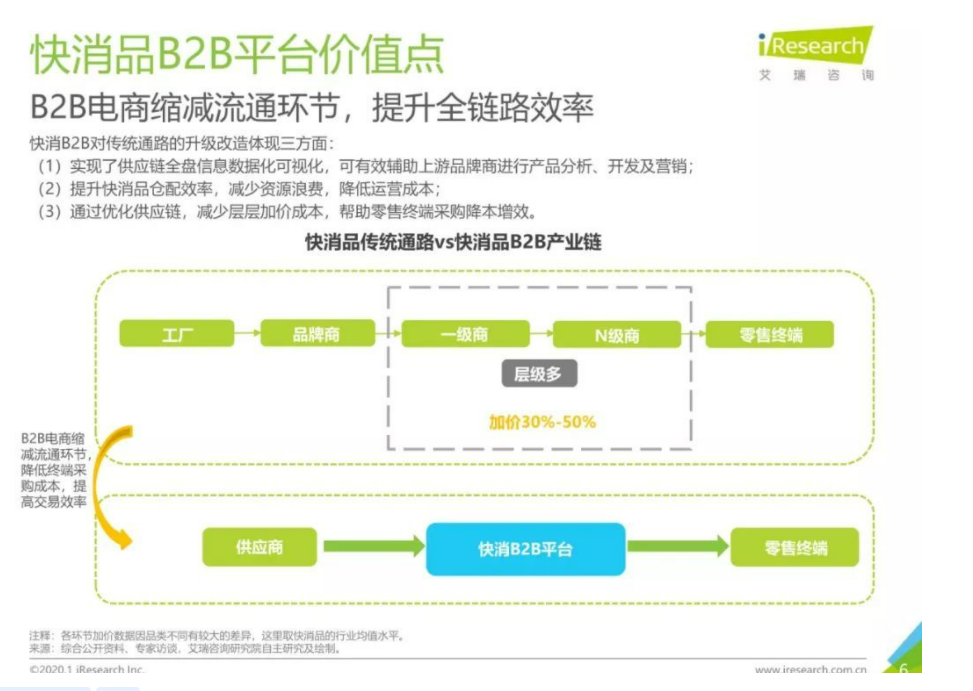 快消品B2B平台价值点
iResearch
艾 瑞 咨 询
B2B电商缩减流通环节，提升全链路效率
快消B2B对传统通路的升级改造体现三方面：
（1）实现了供应链全盘信息数据化可视化，可有效辅助上游品牌商进行产品分析、开发及营销；
（2）提升快消品仓配效率，减少资源浪费，降低运营成本；
（3）通过优化供应链，减少层层加价成本，帮助零售终端采购降本增效。
快消品传统通路vs快消品B2B产业链
工厂
品牌商
一级商
N级商
零售终端
层级多
加价30%-50%
B2B电商缩
减流通环节，
降低终端采
购成本，提
高交易效率
供应商
快消B2B平台
零售终端
注释：各环节加价数据因品类不同有较大的差异，这里取快消品的行业均值水平。
来源：综合公开资料、专家访谈，艾瑞咨询研究院自主研究及绘制。
©2020.1 iResearch Inc.
www.iresearch.com.cn
6